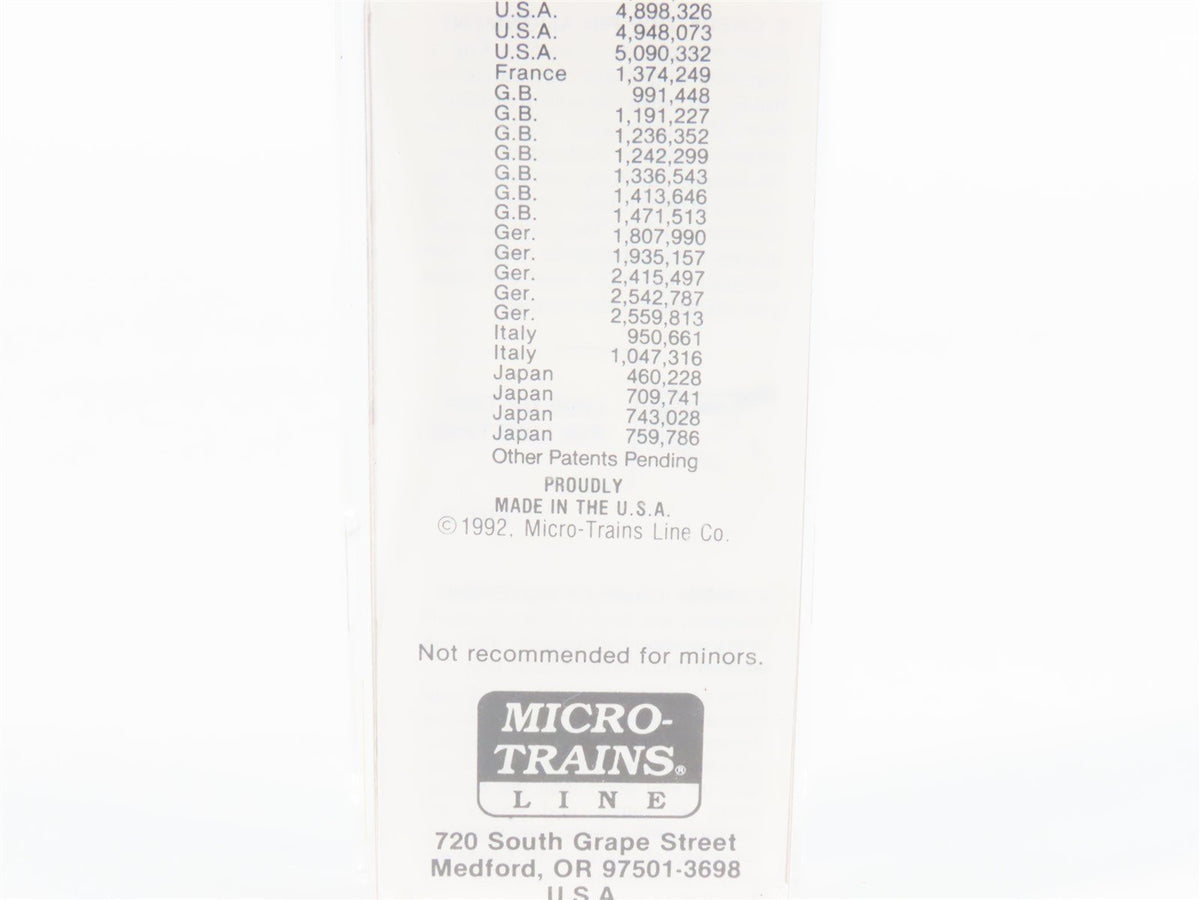 U.S.A. 4,898,326
U.S.A. 4,948,073
U.S.A. 5,090,332
France 1,374,249
G.B. 991,448
G.B. 1,191,227
G.B. 1,236,352
G.B. 1,242,299
G.B. 1,336,543
G.B. 1,413,646
G.B. 1,471,513
Ger. 1,807,990
Ger. 1,935,157
Ger. 2,415,497
Ger. 2,542,787
Ger. 2,559,813
Italy 950,661
Italy 1,047,316
Japan 460,228
Japan 709,741
Japan 743,028
Japan 759,786
Other Patents Pending
PROUDLY
MADE IN THE U.S.A.
©1992, Micro-Trains Line Co.
Not recommended for minors.
MICRO-
TRAINS®
LINE
720 South Grape Street
Medford, OR 97501-3698
U.S.A.